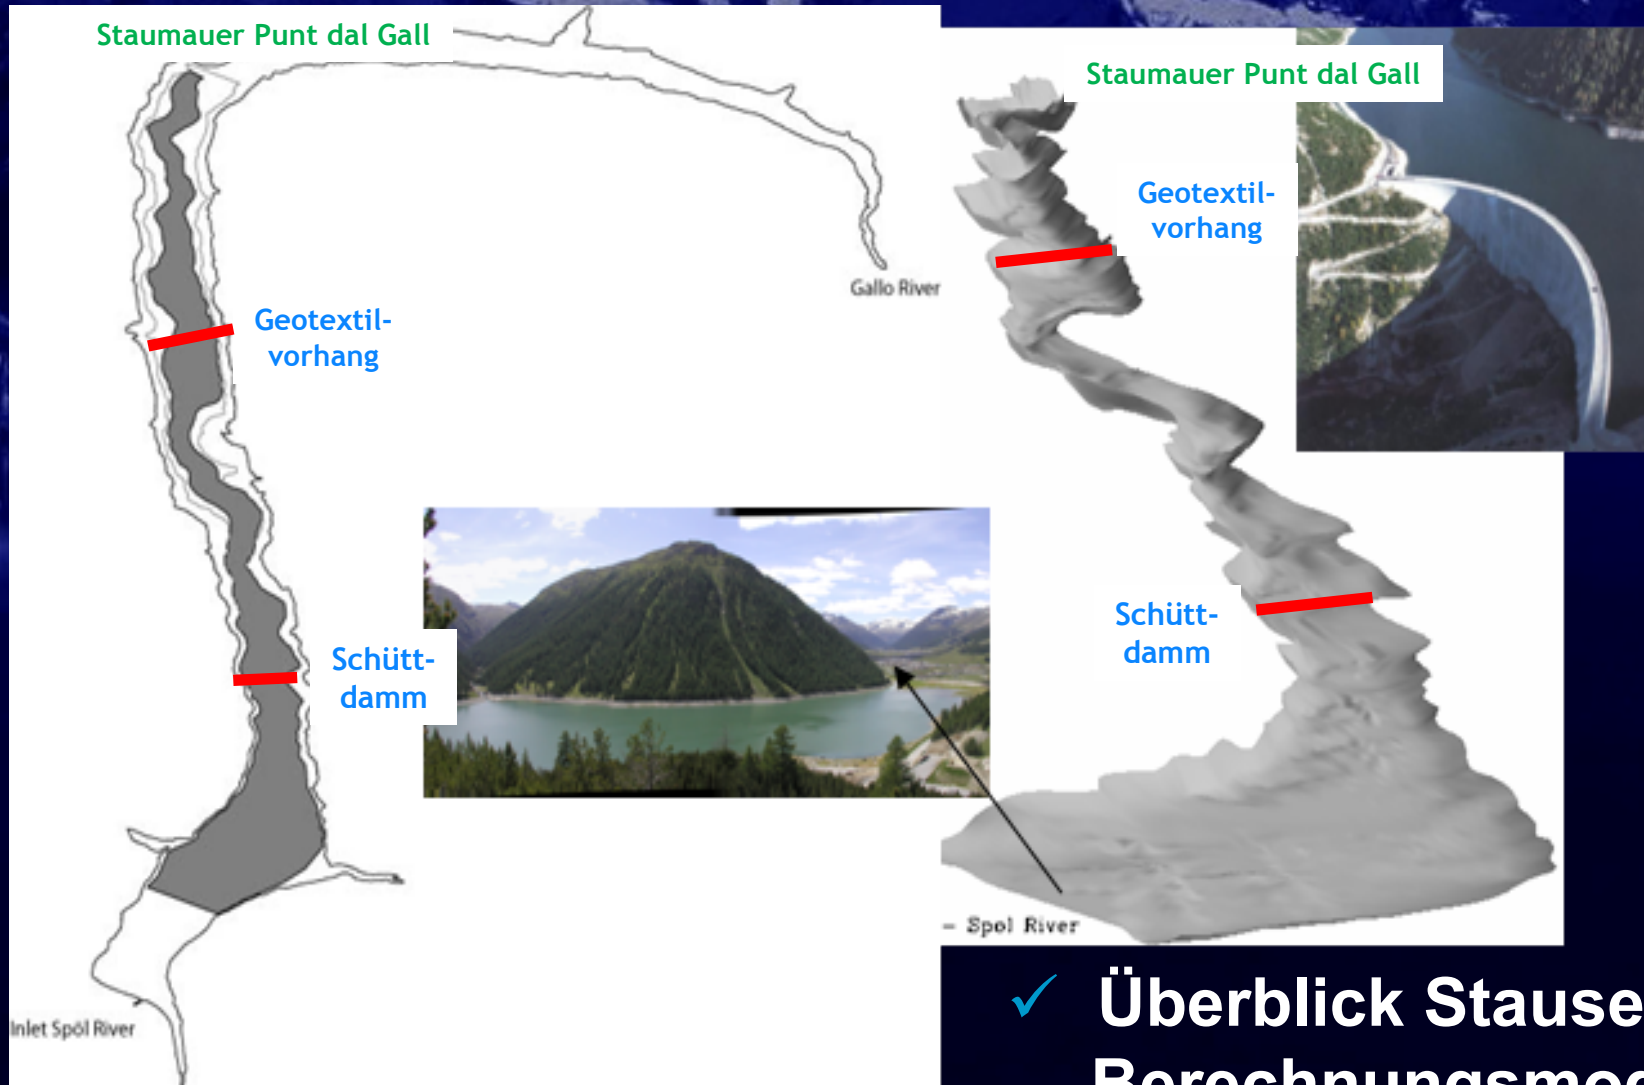 Staumauer Punt dal Gall
Gallo River
Geotextil-
vorhang
Schütt-
damm
Inlet Spöl River
Staumauer Punt dal Gall
Geotextil-
vorhang
Schütt-
damm
- Spol River
✓ Überblick Stause